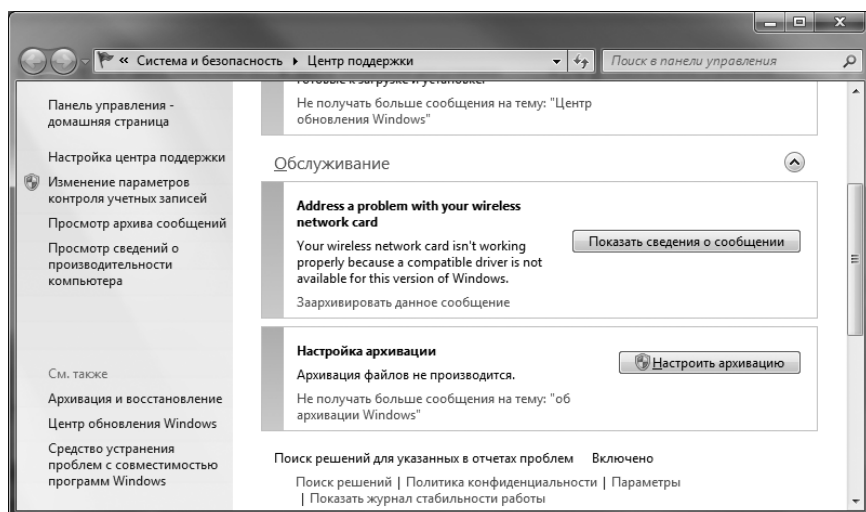 « Система и безопасность ▸ Центр поддержки
Поиск в панели управления
Панель управления -
домашняя страница
Настройка центра поддержки
Изменение параметров
контроля учетных записей
Просмотр архива сообщений
Просмотр сведений о
производительности
компьютера
См. также
Архивация и восстановление
Центр обновления Windows
Средство устранения
проблем с совместимостью
программ Windows
готовые к загрузке и установке.
Не получать больше сообщения на тему: "Центр
обновления Windows"
Обслуживание
Address a problem with your wireless
network card
Your wireless network card isn't working
properly because a compatible driver is not
available for this version of Windows.
Показать сведения о сообщении
Заархивировать данное сообщение
Настройка архивации
Архивация файлов не производится.
Настроить архивацию
Не получать больше сообщения на тему: "об
архивации Windows"
Поиск решений для указанных в отчетах проблем Включено
Поиск решений | Политика конфиденциальности | Параметры
| Показать журнал стабильности работы